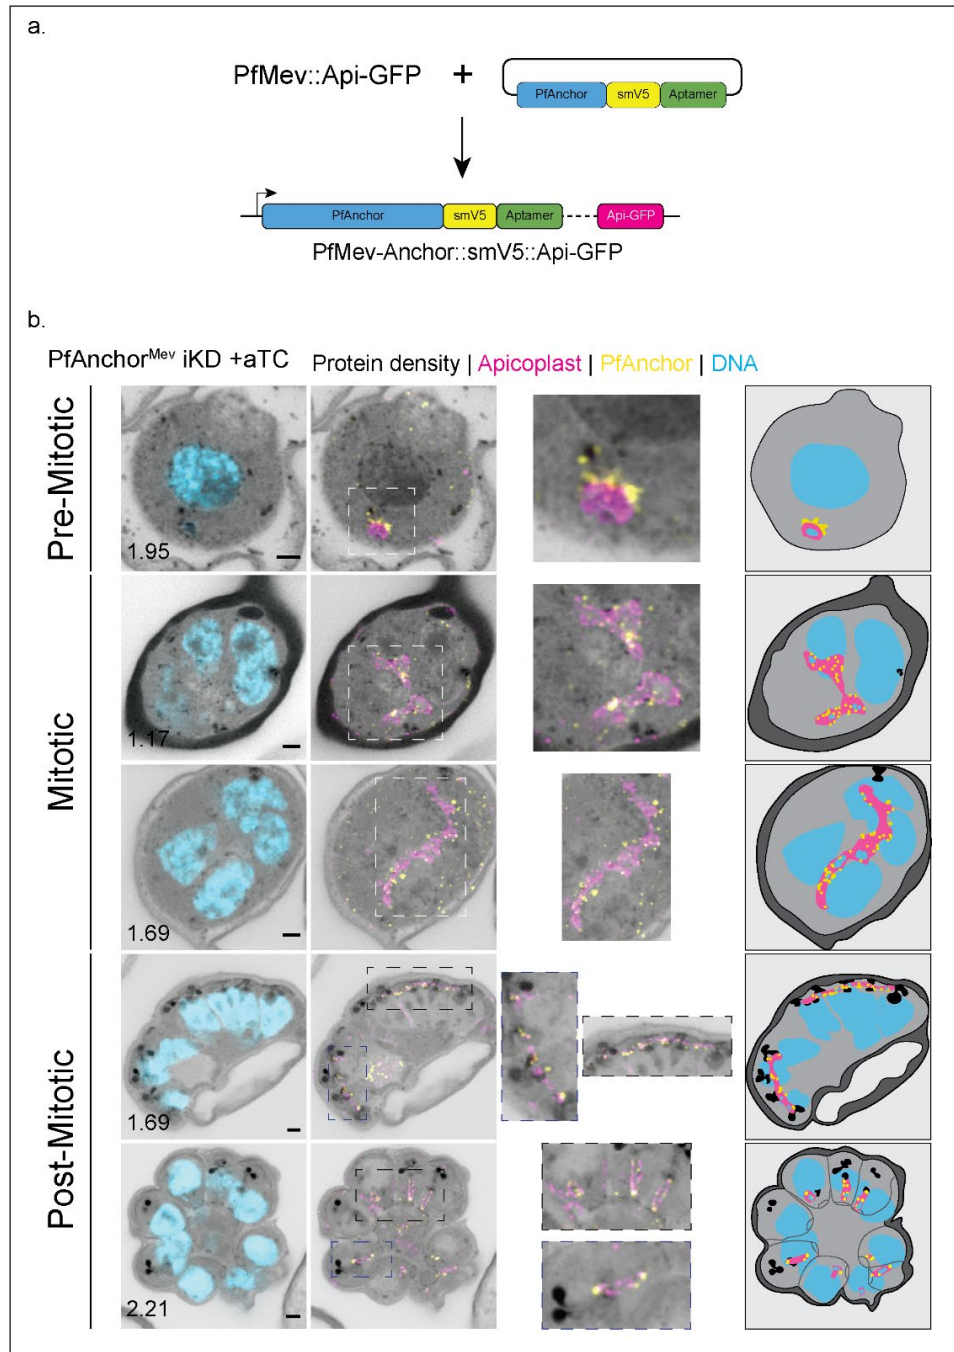 a.
PfMev::Api-GFP +
PfAnchor smV5 Aptamer
PfAnchor smV5 Aptamer Api-GFP
PfMev-Anchor::smV5::Api-GFP
b.
PfAnchorᴹᵉᵛ iKD +aTC
Protein density | Apicoplast | PfAnchor | DNA
Pre-Mitotic
1.95
Mitotic
1.17
1.69
Post-Mitotic
1.69
2.21